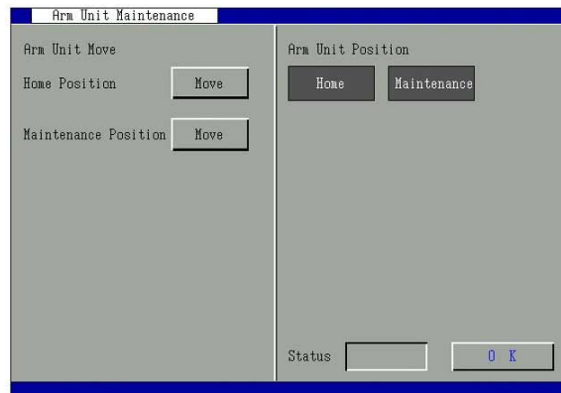 Arm Unit Maintenance
Arm Unit Move
Home Position Move
Maintenance Position Move
Arm Unit Position
Home Maintenance
Status O K